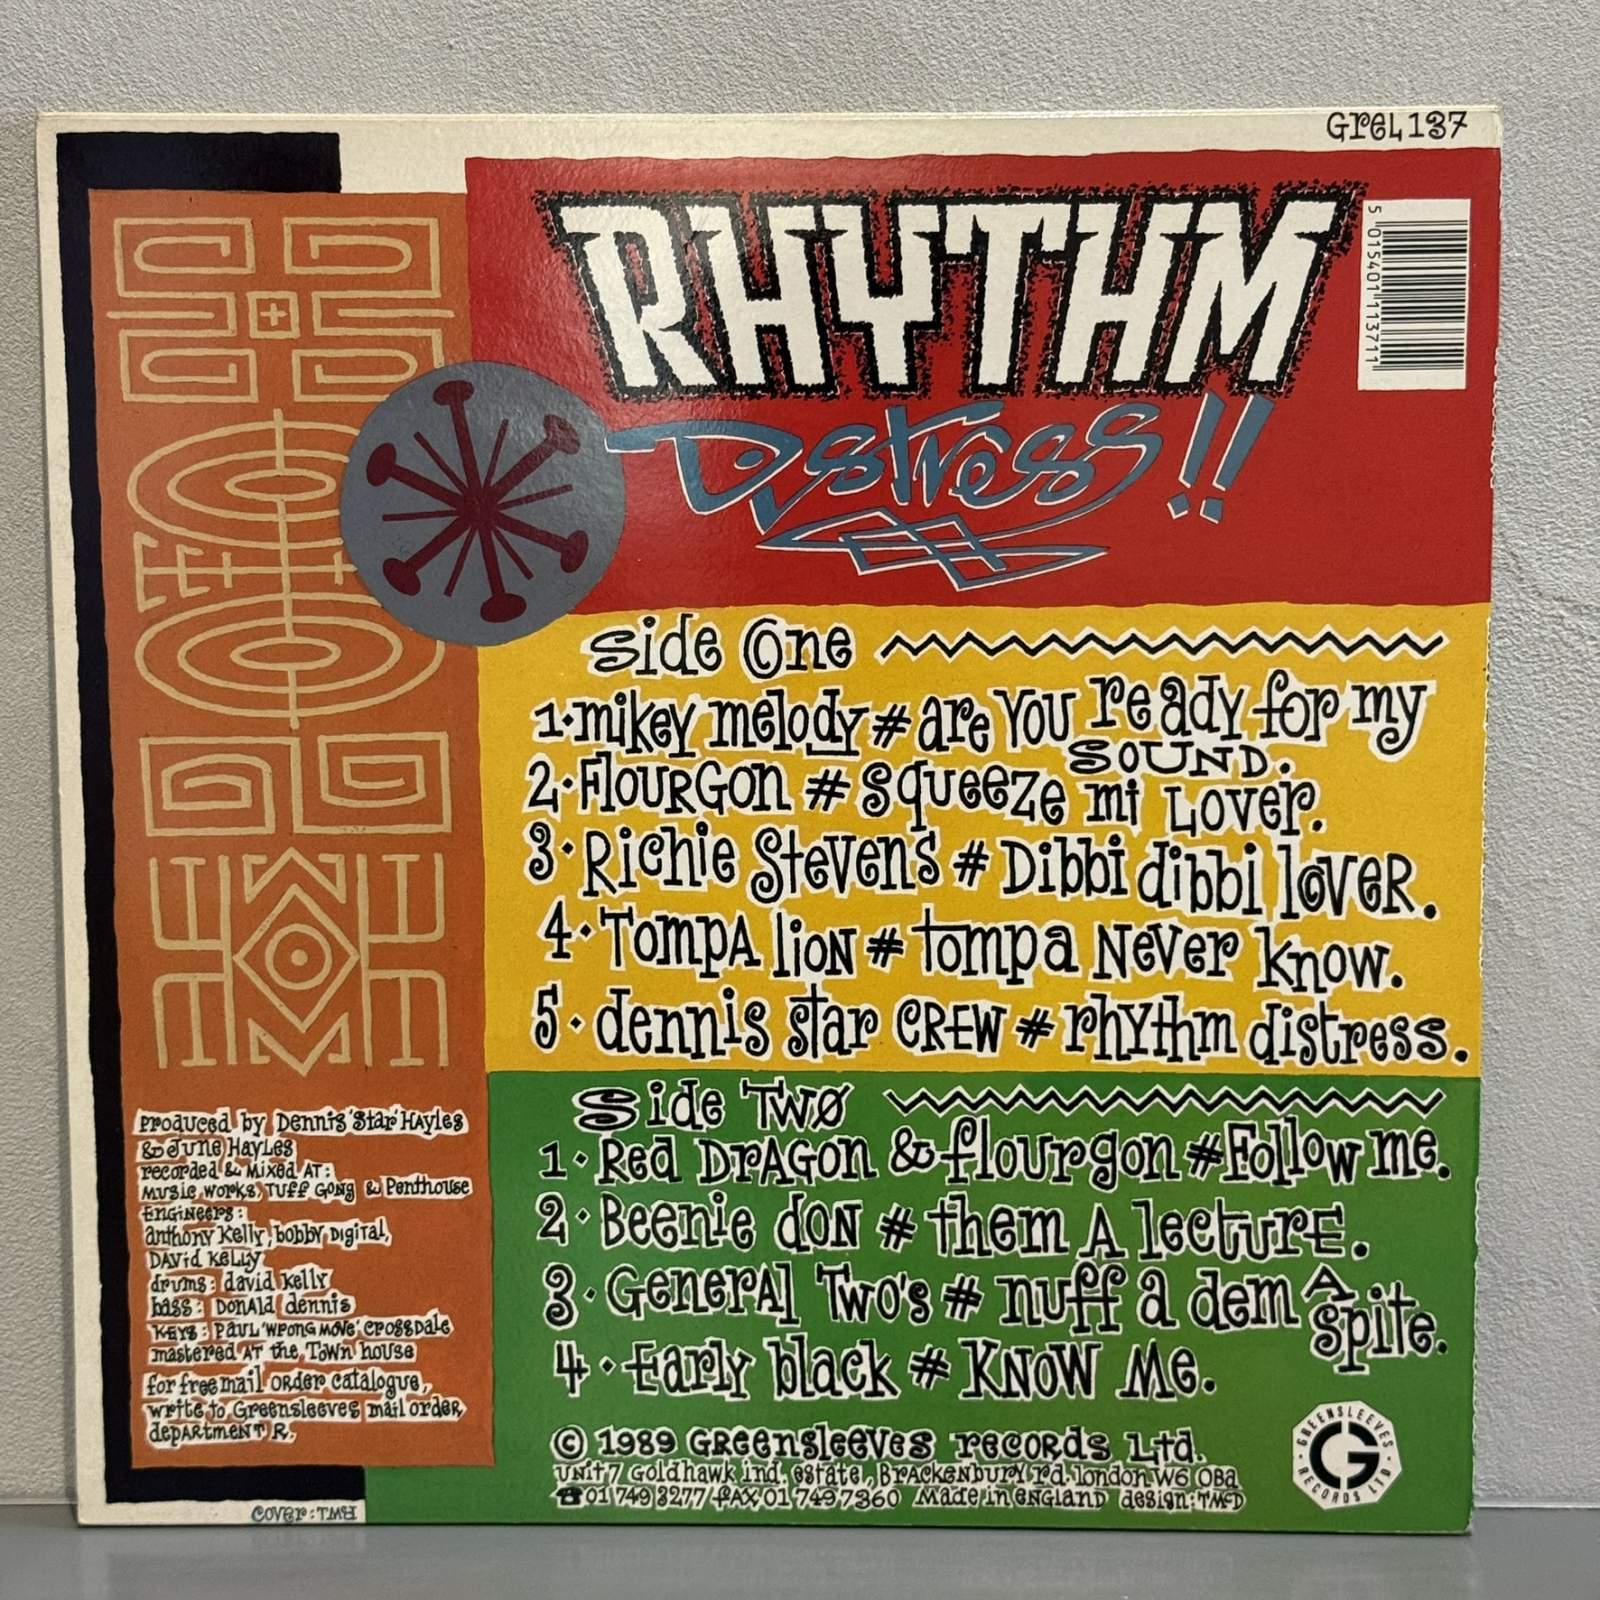 GreL137
RHYTHM
Distress!!
5 015401 113711
Side One
1·mikey melody # are You ready for my
SOUND.
2·FlourGon # squeeze mi Lover.
3·Richie Stevens # Dibbi dibbi lover.
4·Tompa lion # tompa Never know.
5·dennis star CREW # rhythm distress.
Side Two
1·Red Dragon & flourgon #Follow me.
2·Beenie don # them A lecture.
3·General Two's # nuff a dem A
spite.
4·Early black # KNOW Me.
© 1989 Greensleeves records Ltd.
UNit 7 Goldhawk ind. estate, Brackenbury rd. london W6 OBa
☎01 749 3277 fax 01 749 7360 Made in england design: TMcD
GREENSLEEVES
G
RECORDS LTD
Produced by Dennis 'Star' Hayles
& June Hayles
recorded & Mixed AT:
Music works, Tuff Gong & Penthouse
Engineers:
anthony Kelly, bobby Digital,
David Kelly
drums: david kelly
bass: Donald dennis
Keys: Paul 'Wrong Move' Crossdale
mastered at the Town house
for free mail order catalogue,
write to Greensleeves mail order
department R.
Cover: TMcD